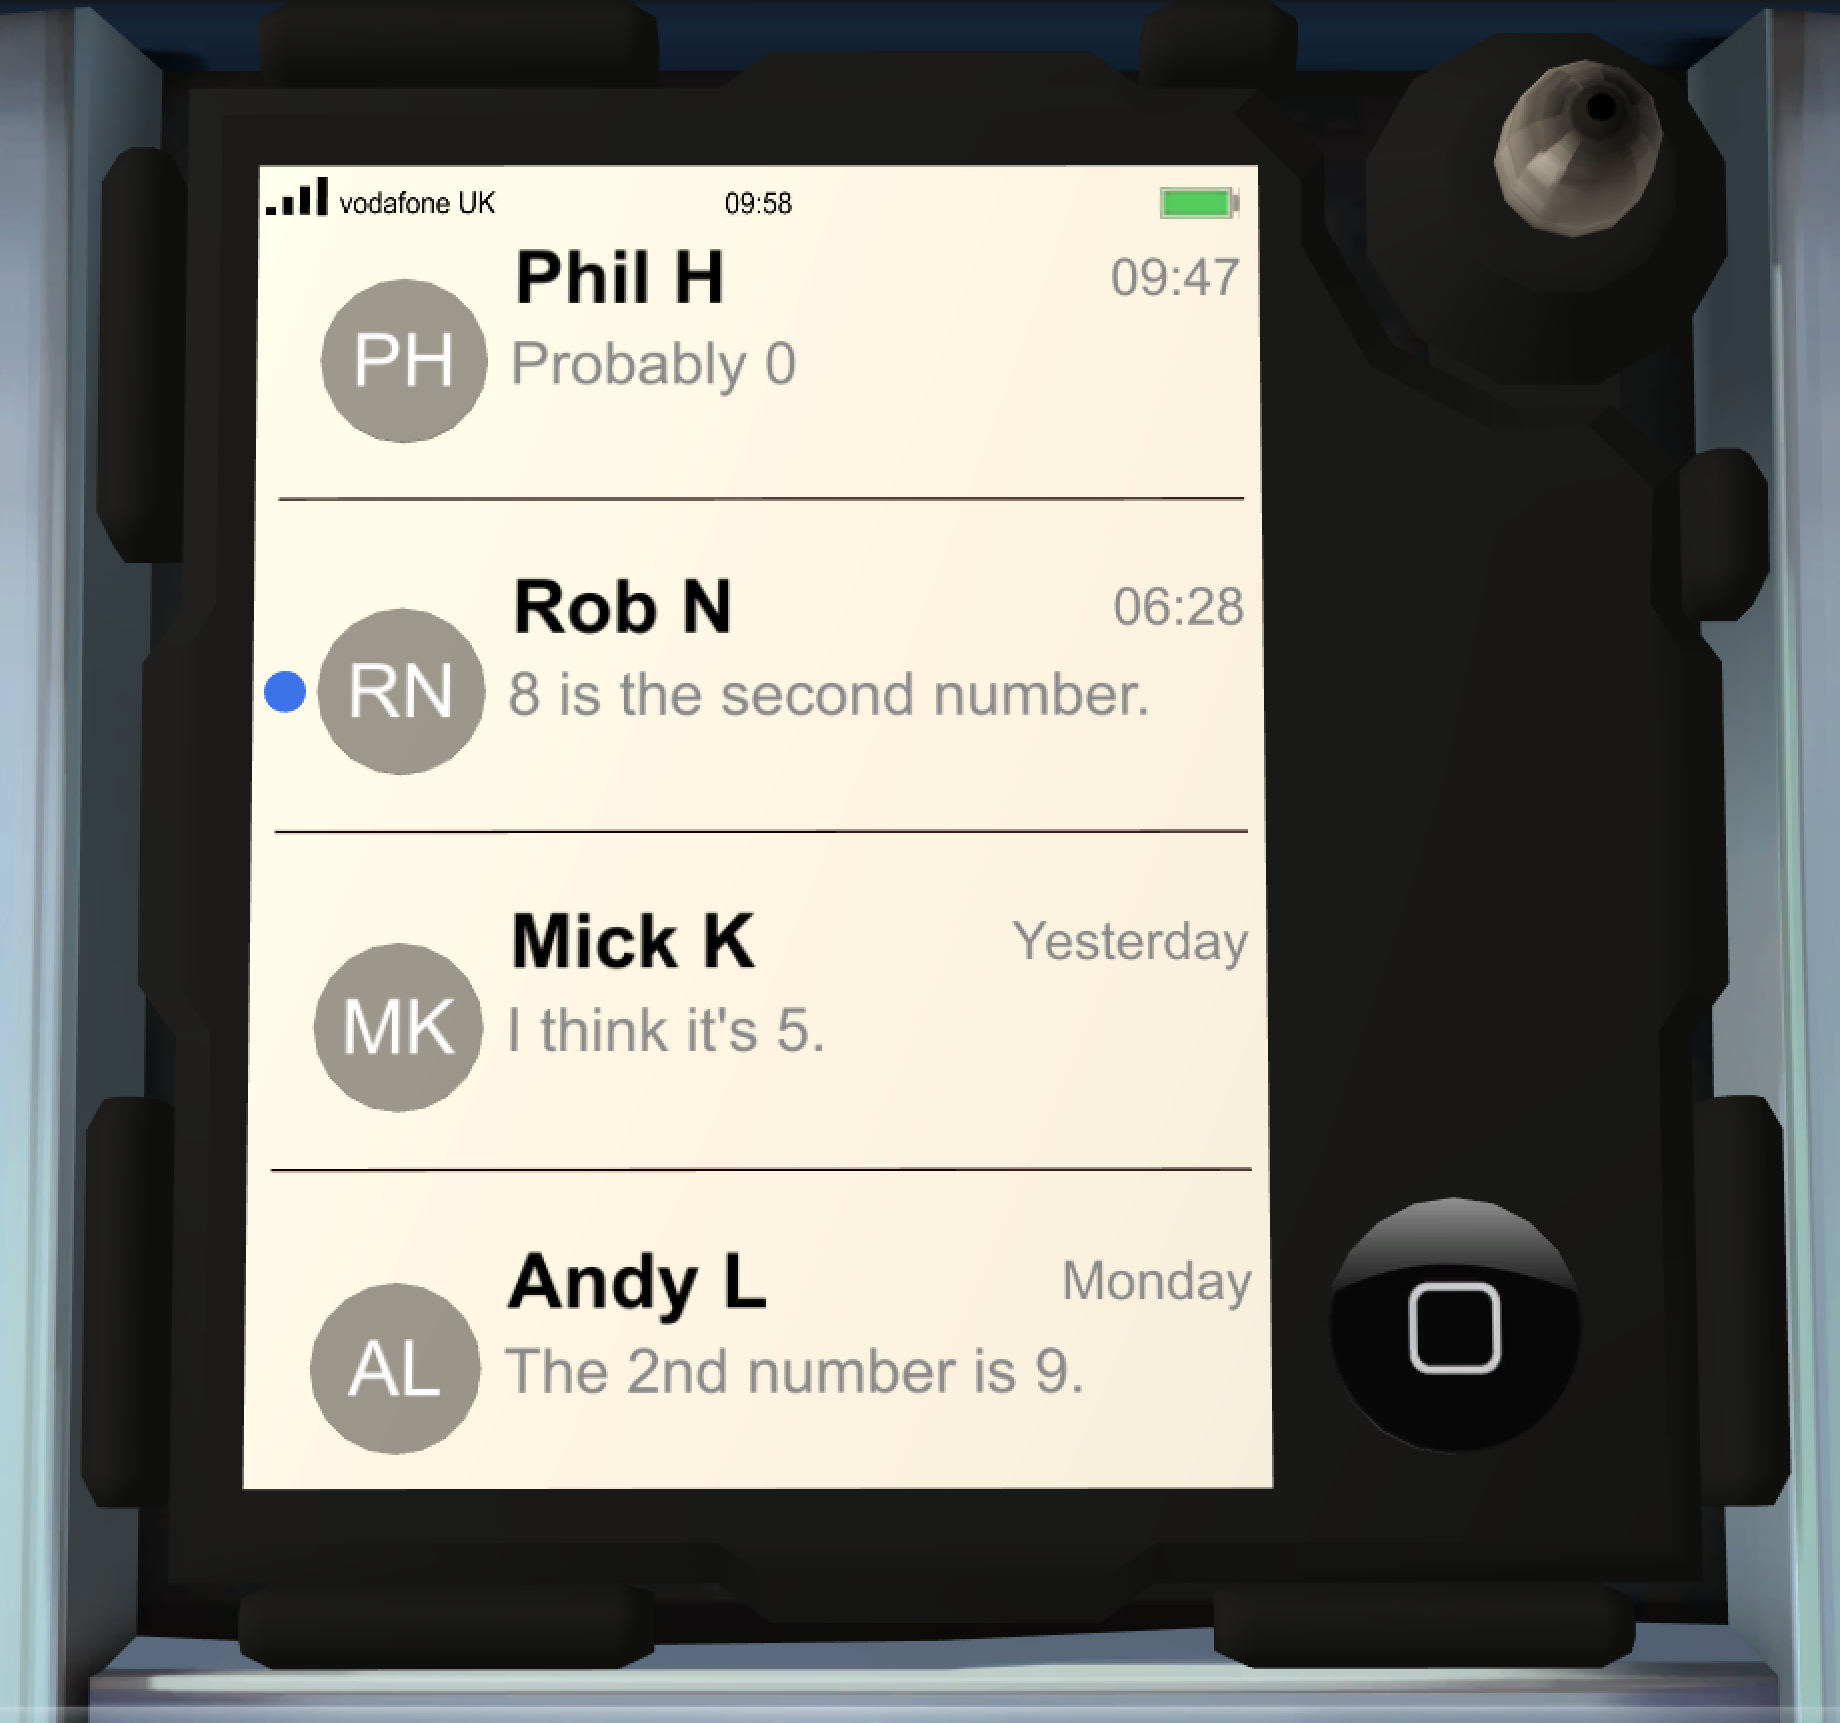 vodafone UK 09:58
Phil H 09:47
PH
Probably 0
Rob N 06:28
RN
8 is the second number.
Mick K Yesterday
MK
I think it's 5.
Andy L Monday
AL
The 2nd number is 9.